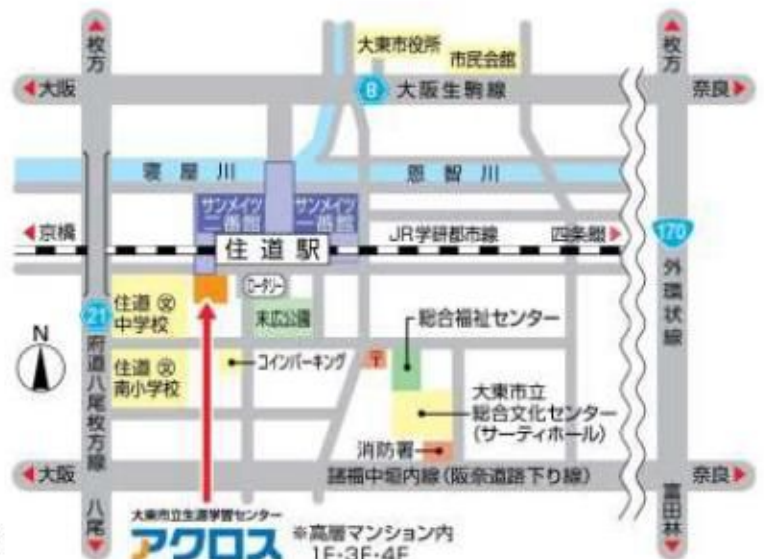 枚方
大東市役所
市民会館
枚方
大阪
8 大阪生駒線
奈良
寝屋川
恩智川
サンメイツ
二番館
サンメイツ
一番館
京橋
住道駅
JR学研都市線
四条畷
170
外環状線
ロータリー
住道 文
中学校
末広公園
総合福祉センター
21
府道八尾枚方線
N
住道 文
南小学校
コインパーキング
〒
大東市立
総合文化センター
(サーティホール)
消防署
大阪
諸福中垣内線(阪奈道路下り線)
奈良
八尾
富田林
大東市立生涯学習センター
アクロス
※高層マンション内
1F・3F・4F